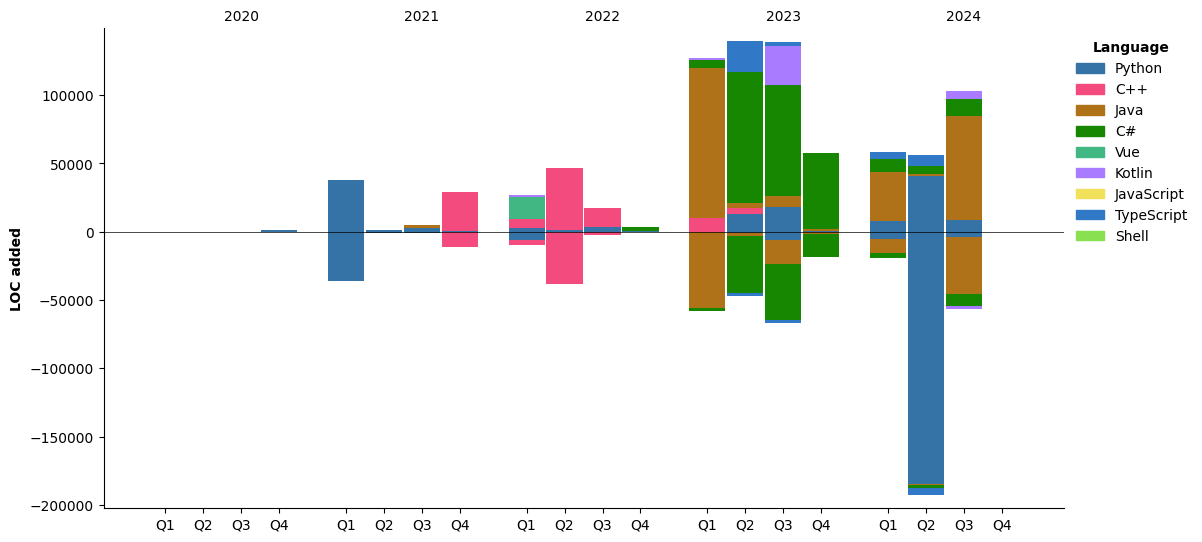 2020 2021 2022 2023 2024
Language
Python
C++
Java
C#
Vue
Kotlin
JavaScript
TypeScript
Shell
LOC added
100000
50000
0
−50000
−100000
−150000
−200000
Q1 Q2 Q3 Q4 Q1 Q2 Q3 Q4 Q1 Q2 Q3 Q4 Q1 Q2 Q3 Q4 Q1 Q2 Q3 Q4